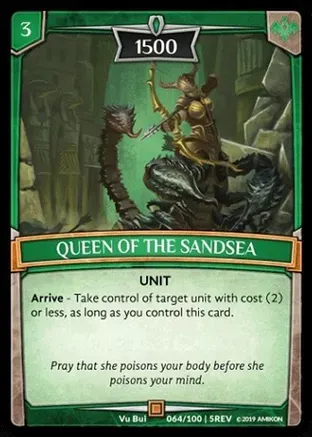 3
1500
QUEEN OF THE SANDSEA
UNIT
Arrive - Take control of target unit with cost (2)
or less, as long as you control this card.
Pray that she poisons your body before she
poisons your mind.
Vu Bui 064/100 | 5REV ©2019 AMIKON